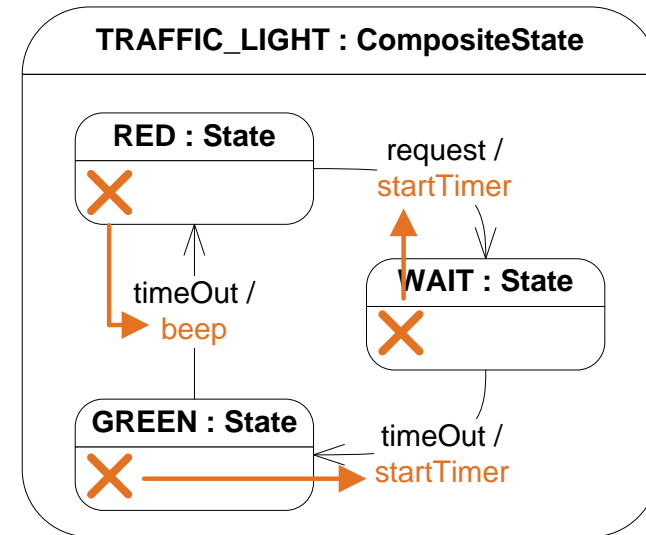 TRAFFIC_LIGHT : CompositeState
RED : State
request /
startTimer
WAIT : State
timeOut /
beep
GREEN : State
timeOut /
startTimer